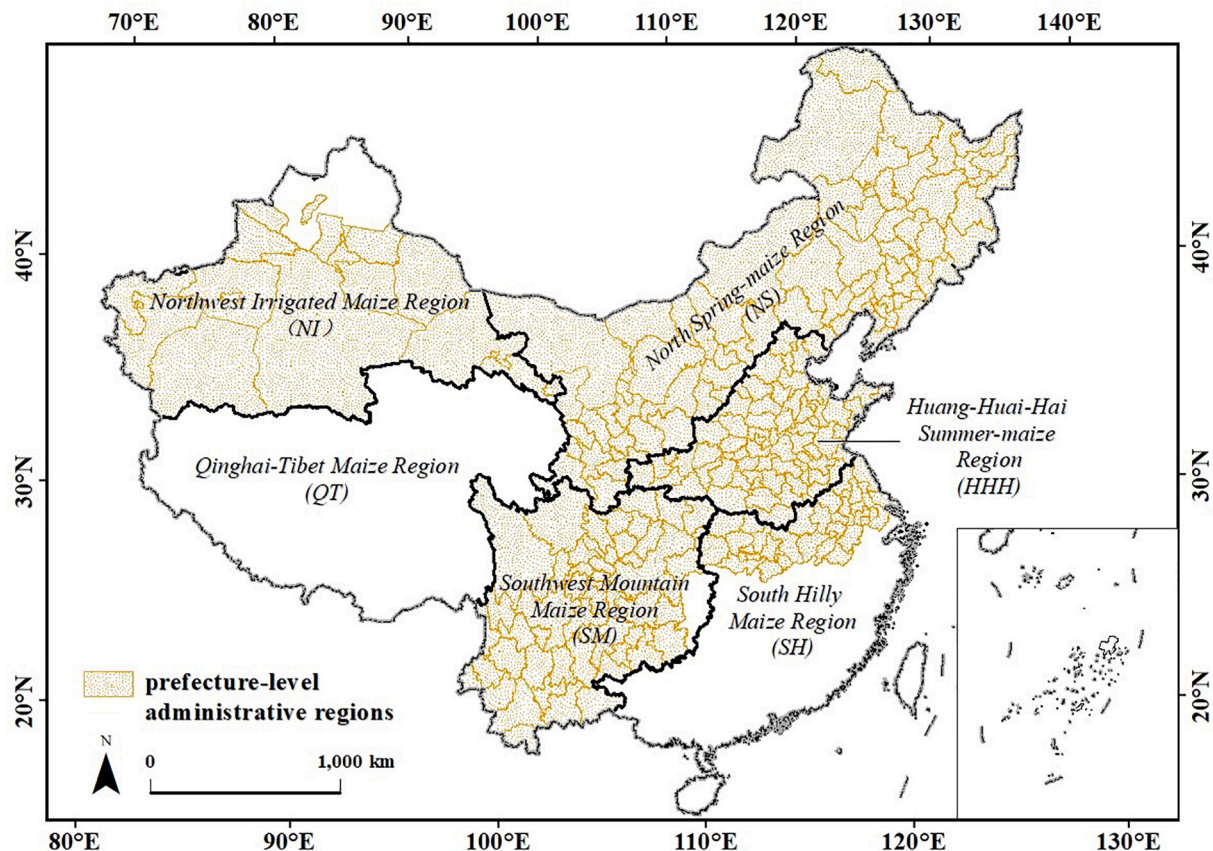 70°E 80°E 90°E 100°E 110°E 120°E 130°E 140°E
40°N
30°N
20°N
40°N
30°N
20°N
Northwest Irrigated Maize Region
(NI)
North Spring-maize Region
(NS)
Huang-Huai-Hai
Summer-maize
Region
(HHH)
Qinghai-Tibet Maize Region
(QT)
Southwest Mountain
Maize Region
(SM)
South Hilly
Maize Region
(SH)
prefecture-level
administrative regions
N
0 1,000 km
80°E 90°E 100°E 110°E 120°E 130°E